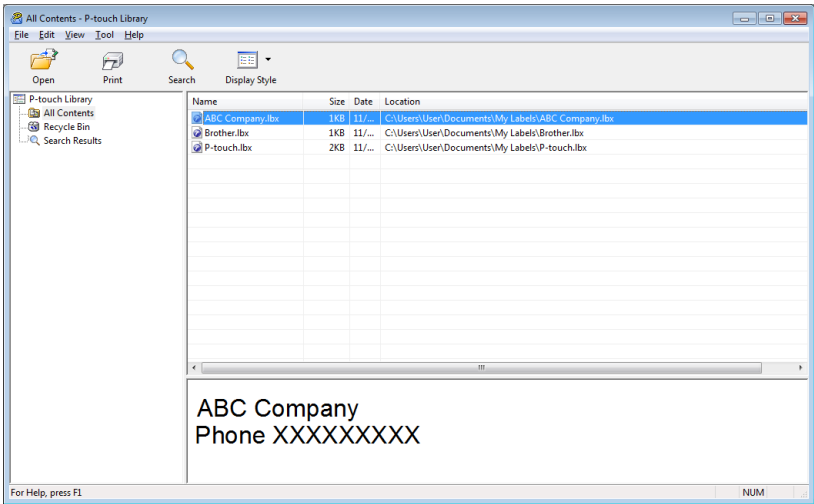 All Contents - P-touch Library
File Edit View Tool Help
Open Print Search Display Style
P-touch Library
All Contents
Recycle Bin
Search Results
Name Size Date Location
ABC Company.lbx 1KB 11/... C:\Users\User\Documents\My Labels\ABC Company.lbx
Brother.lbx 1KB 11/... C:\Users\User\Documents\My Labels\Brother.lbx
P-touch.lbx 2KB 11/... C:\Users\User\Documents\My Labels\P-touch.lbx
ABC Company
Phone XXXXXXXXX
For Help, press F1 NUM